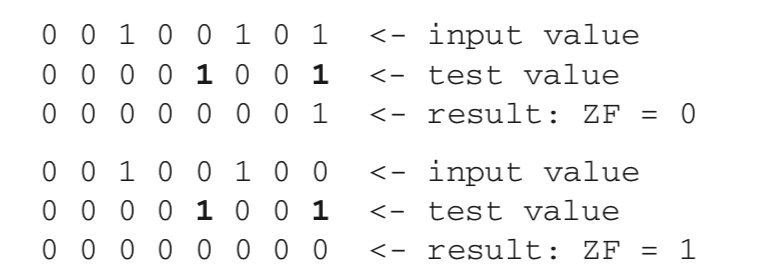 0 0 1 0 0 1 0 1 <- input value
0 0 0 0 1 0 0 1 <- test value
0 0 0 0 0 0 0 1 <- result: ZF = 0
0 0 1 0 0 1 0 0 <- input value
0 0 0 0 1 0 0 1 <- test value
0 0 0 0 0 0 0 0 <- result: ZF = 1